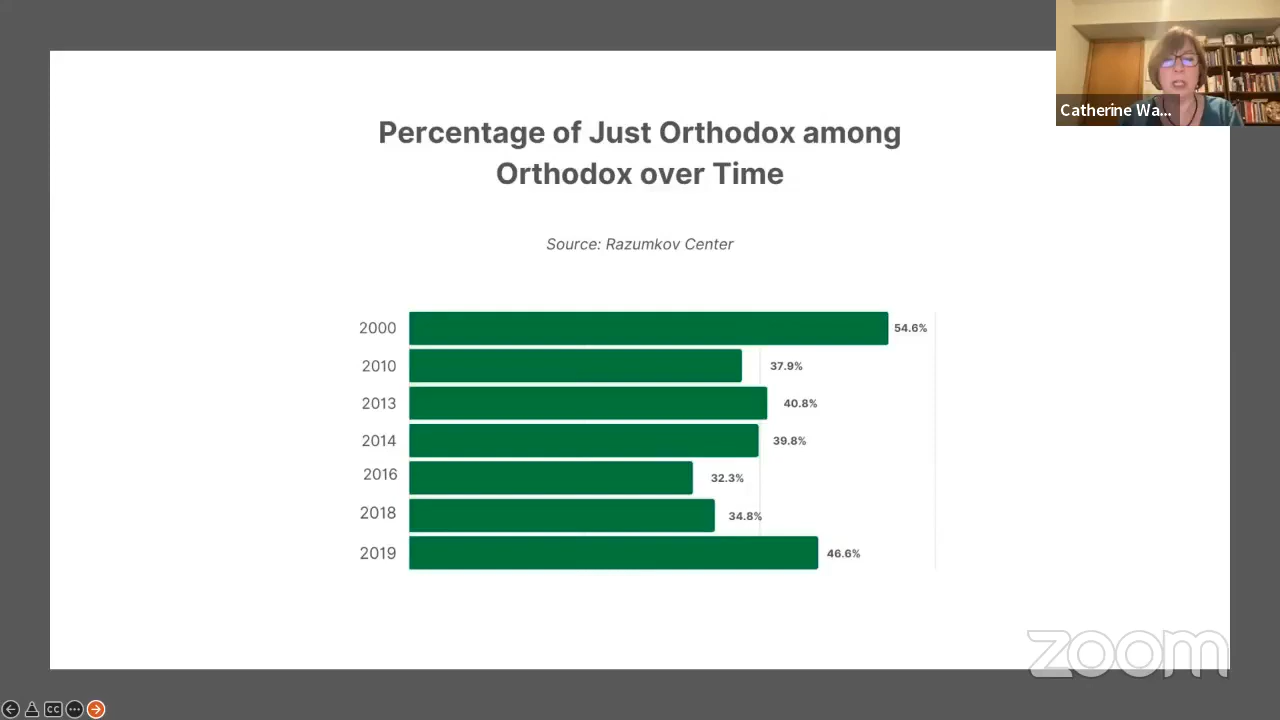 Catherine Wa...
Percentage of Just Orthodox among
Orthodox over Time
Source: Razumkov Center
2000 54.6%
2010 37.9%
2013 40.8%
2014 39.8%
2016 32.3%
2018 34.8%
2019 46.6%
zoom
CC